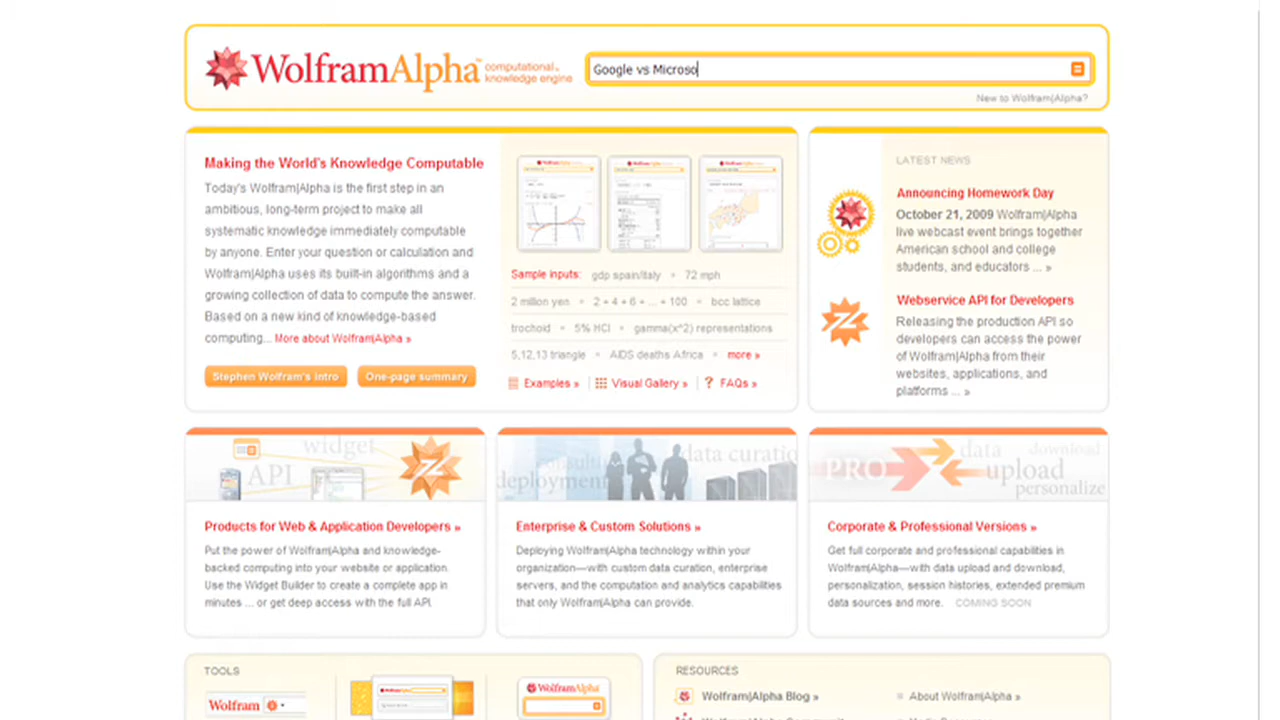 WolframAlpha™ computational knowledge engine
Google vs Microso
New to Wolfram|Alpha?
Making the World's Knowledge Computable
Today's Wolfram|Alpha is the first step in an
ambitious, long-term project to make all
systematic knowledge immediately computable
by anyone. Enter your question or calculation and
Wolfram|Alpha uses its built-in algorithms and a
growing collection of data to compute the answer.
Based on a new kind of knowledge-based
computing... More about Wolfram|Alpha »
Stephen Wolfram's Intro
One-page summary
Sample inputs: gdp spain/italy • 72 mph
2 million yen • 2 + 4 + 6 + ... + 100 • bcc lattice
trochoid • 5% HCl • gamma(x^2) representations
5,12,13 triangle • AIDS deaths Africa • more »
Examples » | Visual Gallery » | ? FAQs »
LATEST NEWS
Announcing Homework Day
October 21, 2009 Wolfram|Alpha
live webcast event brings together
American school and college
students, and educators ... »
Webservice API for Developers
Releasing the production API so
developers can access the power
of Wolfram|Alpha from their
websites, applications, and
platforms ... »
widget
API
Products for Web & Application Developers »
Put the power of Wolfram|Alpha and knowledge-
backed computing into your website or application.
Use the Widget Builder to create a complete app in
minutes ... or get deep access with the full API.
data curatio
deployment
Enterprise & Custom Solutions »
Deploying Wolfram|Alpha technology within your
organization—with custom data curation, enterprise
servers, and the computation and analytics capabilities
that only Wolfram|Alpha can provide.
PRO
data
download
upload
personalize
Corporate & Professional Versions »
Get full corporate and professional capabilities in
Wolfram|Alpha—with data upload and download,
personalization, session histories, extended premium
data sources and more. COMING SOON
TOOLS
Wolfram
WolframAlpha
RESOURCES
Wolfram|Alpha Blog »
About Wolfram|Alpha »